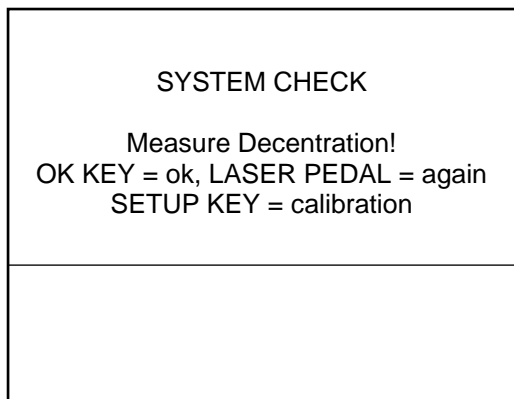 SYSTEM CHECK
Measure Decentration!
OK KEY = ok, LASER PEDAL = again
SETUP KEY = calibration